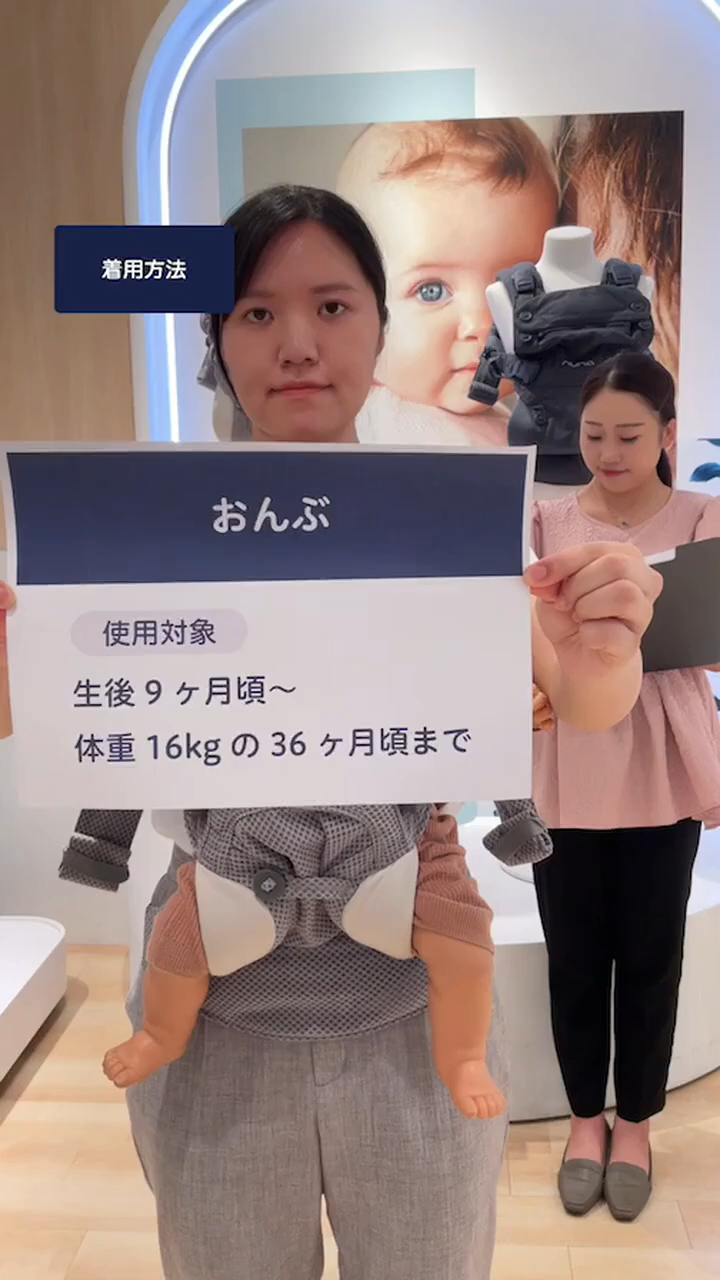 着用方法
おんぶ
使用対象
生後 9 ヶ月頃～
体重 16kg の 36 ヶ月頃まで
nuna